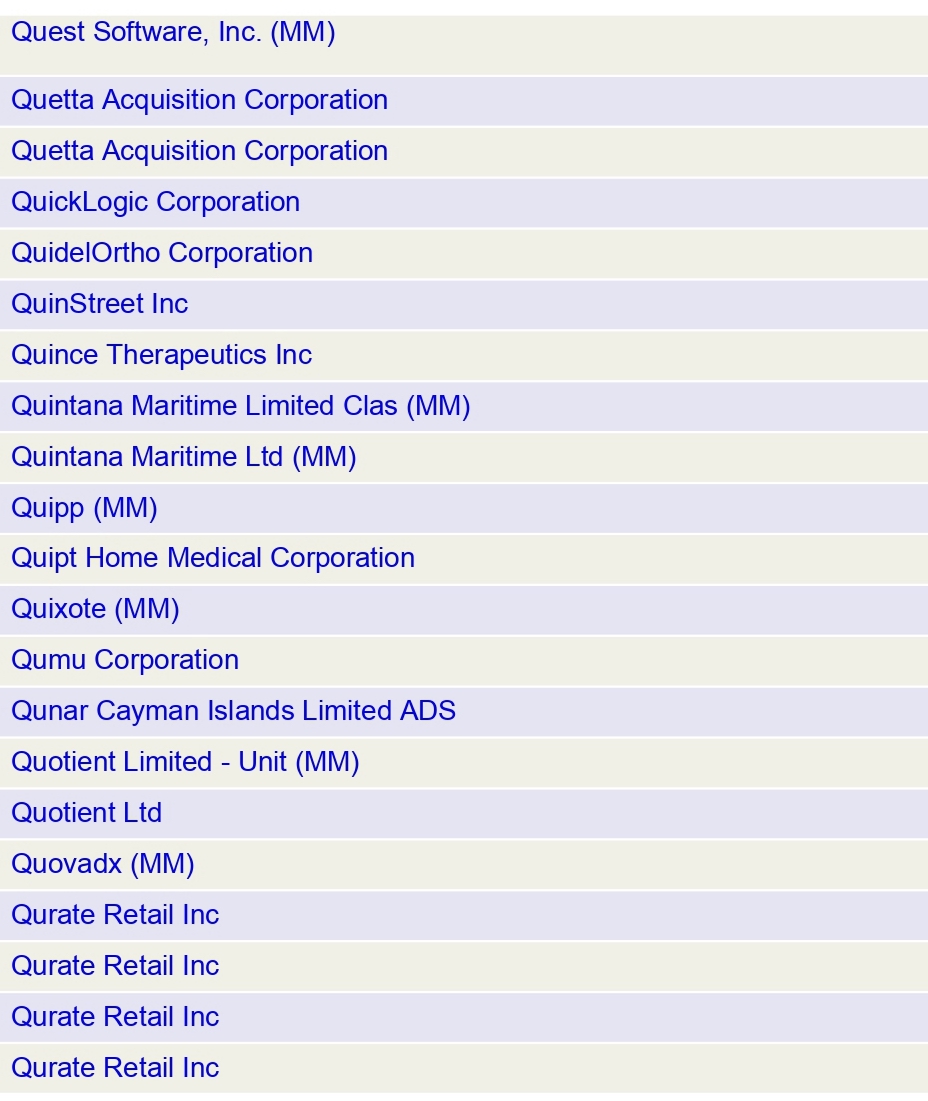 Quest Software, Inc. (MM)
Quetta Acquisition Corporation
Quetta Acquisition Corporation
QuickLogic Corporation
QuidelOrtho Corporation
QuinStreet Inc
Quince Therapeutics Inc
Quintana Maritime Limited Clas (MM)
Quintana Maritime Ltd (MM)
Quipp (MM)
Quipt Home Medical Corporation
Quixote (MM)
Qumu Corporation
Qunar Cayman Islands Limited ADS
Quotient Limited - Unit (MM)
Quotient Ltd
Quovadx (MM)
Qurate Retail Inc
Qurate Retail Inc
Qurate Retail Inc
Qurate Retail Inc